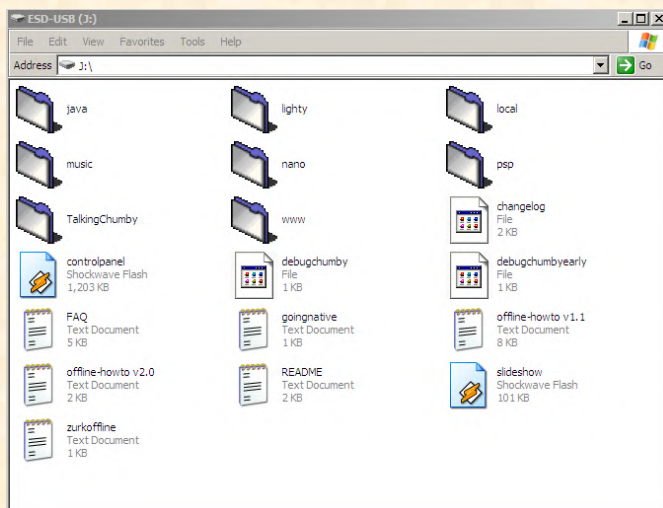 ESD-USB (J:)
File Edit View Favorites Tools Help
Address J:\ Go
java lighty local
music nano psp
TalkingChumby www changelog
File
2 KB
controlpanel
Shockwave Flash
1,203 KB
debugchumby
File
1 KB
debugchumbyearly
File
1 KB
FAQ
Text Document
5 KB
goingnative
Text Document
1 KB
offline-howto v1.1
Text Document
8 KB
offline-howto v2.0
Text Document
2 KB
README
Text Document
2 KB
slideshow
Shockwave Flash
101 KB
zurkoffline
Text Document
1 KB